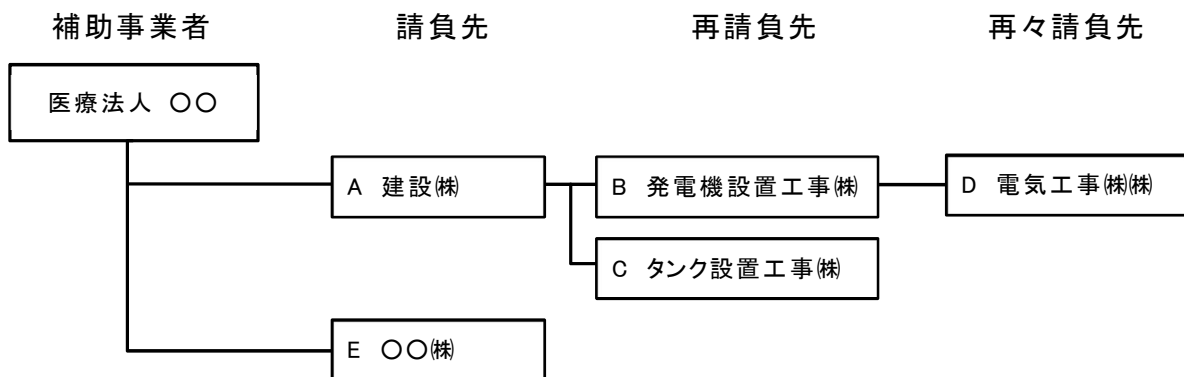 補助事業者 請負先 再請負先 再々請負先
医療法人 〇〇
A 建設㈱ B 発電機設置工事㈱ D 電気工事㈱㈱
C タンク設置工事㈱
E 〇〇㈱